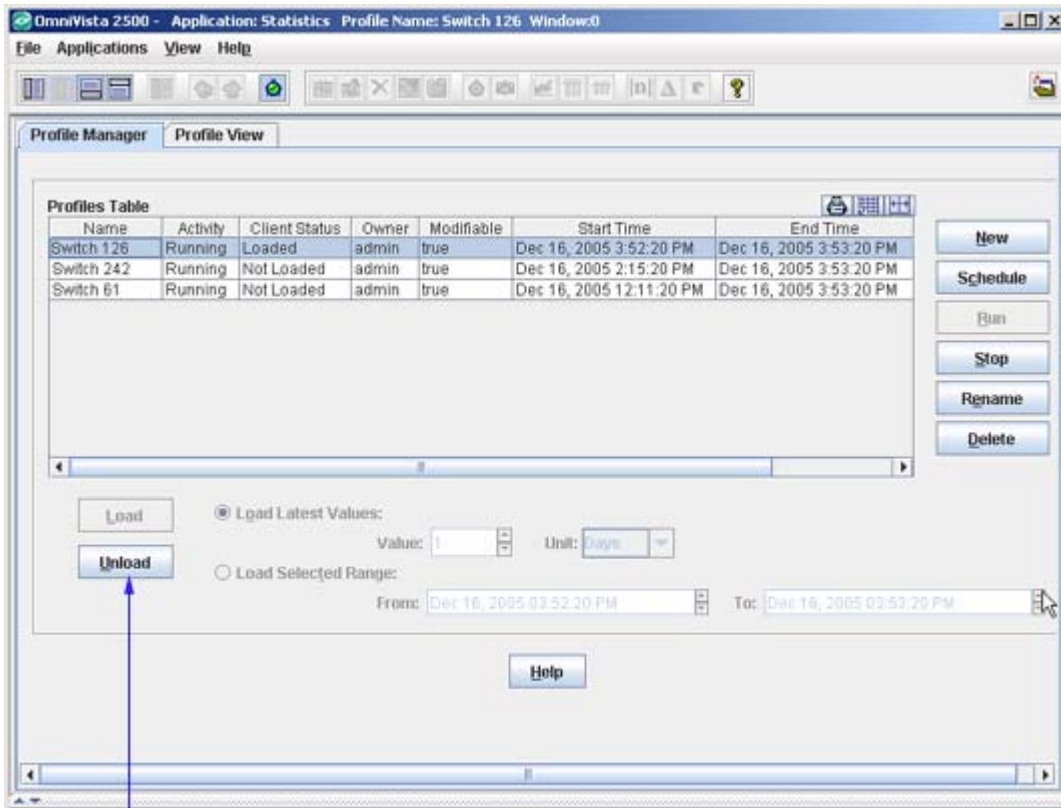 OmniVista 2500 - Application: Statistics Profile Name: Switch 126 Window:0
File Applications View Help
Profile Manager Profile View
Profiles Table
Name Activity Client Status Owner Modifiable Start Time End Time
Switch 126 Running Loaded admin true Dec 16, 2005 3:52:20 PM Dec 16, 2005 3:53:20 PM
Switch 242 Running Not Loaded admin true Dec 16, 2005 2:15:20 PM Dec 16, 2005 3:53:20 PM
Switch 61 Running Not Loaded admin true Dec 16, 2005 12:11:20 PM Dec 16, 2005 3:53:20 PM
New
Schedule
Run
Stop
Rename
Delete
Load
Load Latest Values:
Value: 1 Unit: Days
Unload
Load Selected Range:
From: Dec 16, 2005 03:52:20 PM To: Dec 16, 2005 03:53:20 PM
Help